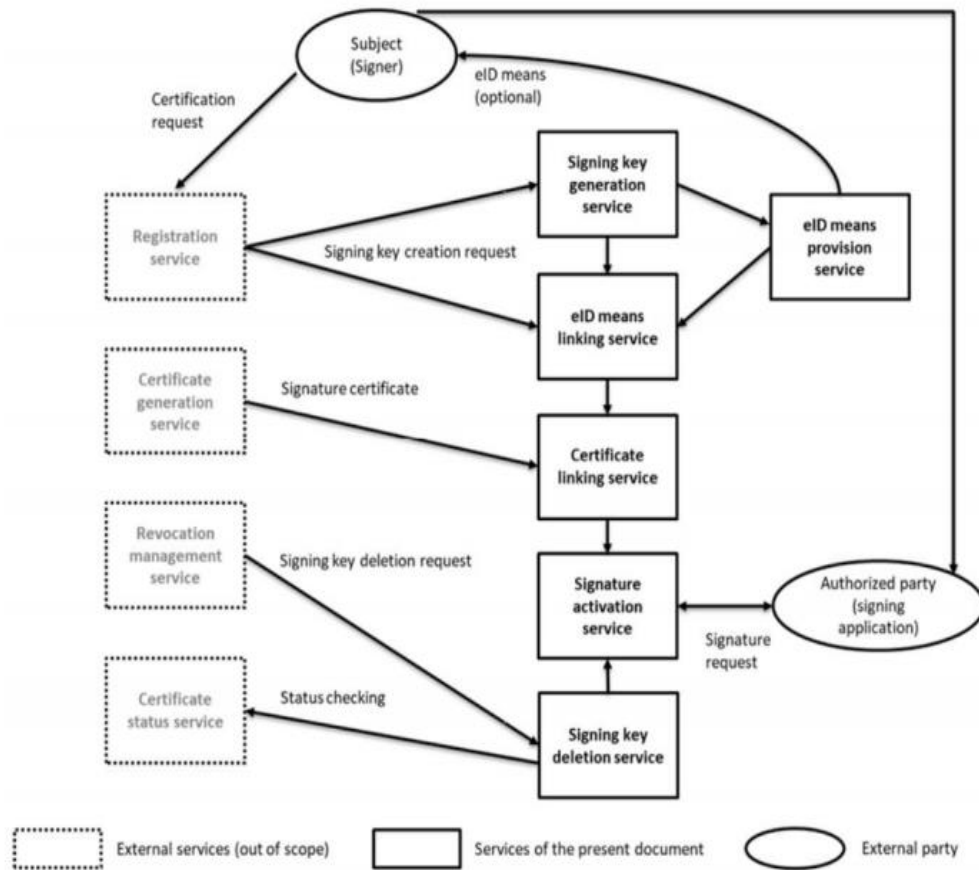 Subject
(Signer)
eID means
(optional)
Certification
request
Signing key
generation
service
Registration
service
Signing key creation request
eID means
provision
service
eID means
linking service
Certificate
generation
service
Signature certificate
Certificate
linking service
Revocation
management
service
Signing key deletion request
Signature
activation
service
Authorized party
(signing
application)
Signature
request
Certificate
status service
Status checking
Signing key
deletion service
External services (out of scope)
Services of the present document
External party